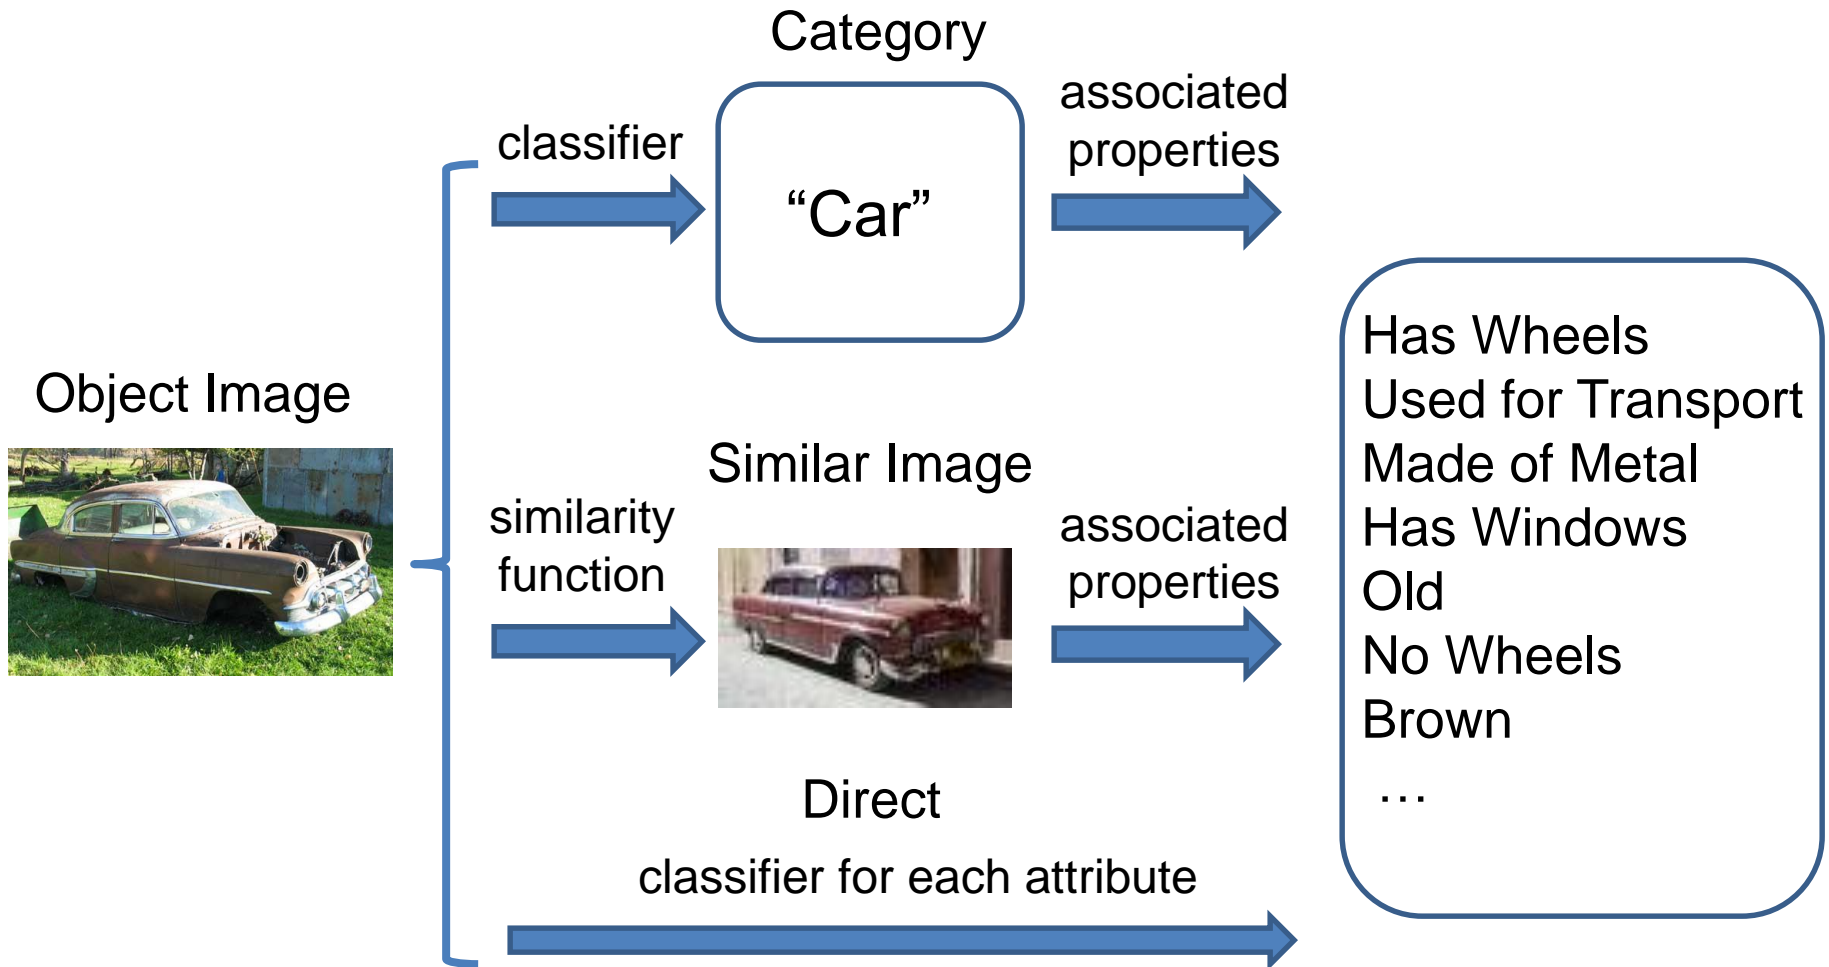 Category
classifier
associated
properties
“Car”
Object Image
similarity
function
Similar Image
associated
properties
Direct
classifier for each attribute
Has Wheels
Used for Transport
Made of Metal
Has Windows
Old
No Wheels
Brown
…